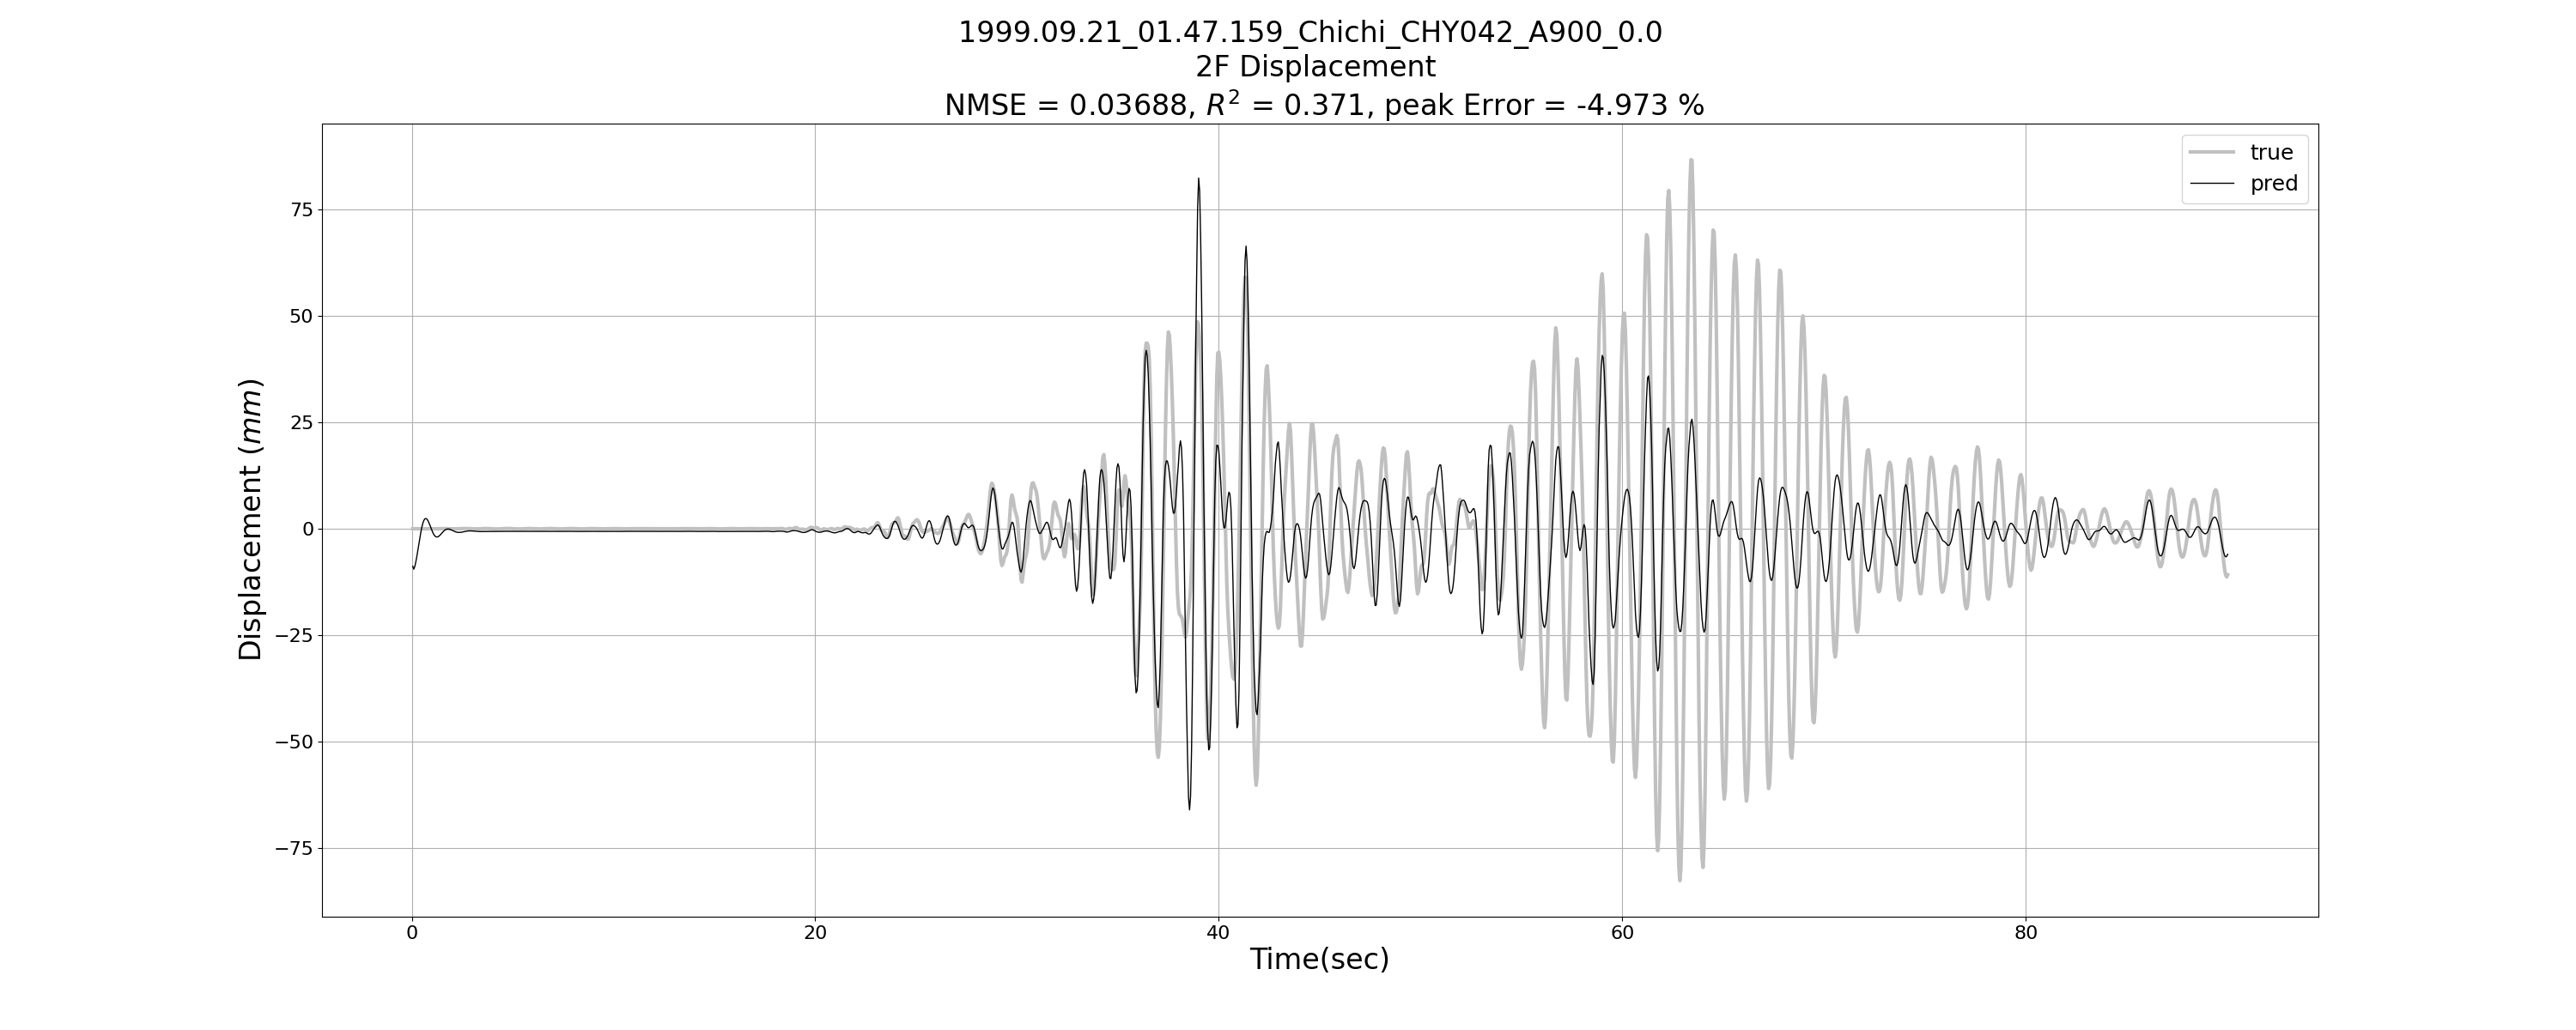 1999.09.21_01.47.159_Chichi_CHY042_A900_0.0
2F Displacement
NMSE = 0.03688, R² = 0.371, peak Error = -4.973 %
true
pred
75
50
25
0
−25
−50
−75
Displacement (mm)
0 20 40 60 80
Time(sec)